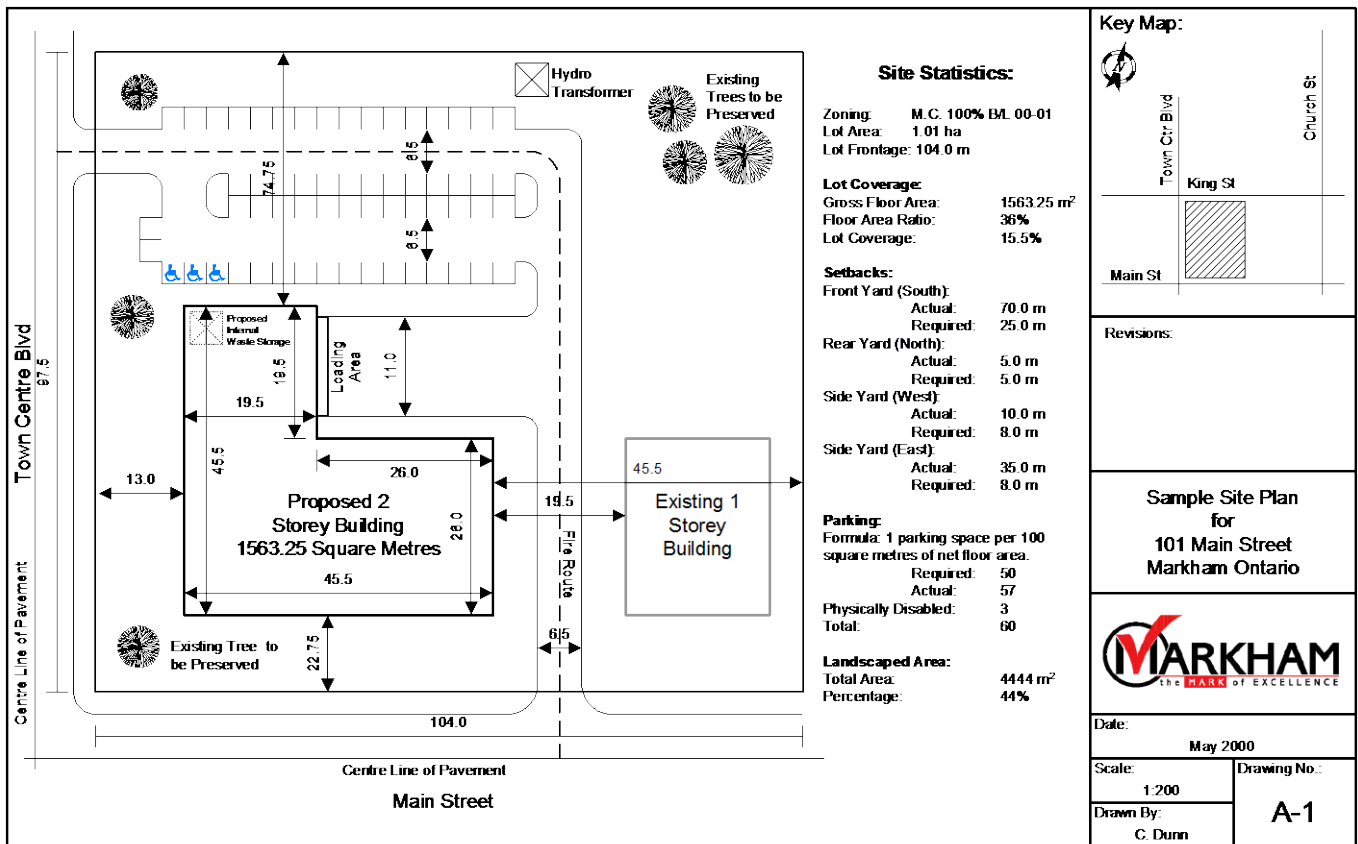 Hydro
Transformer
Existing
Trees to be
Preserved
8.5
74.75
8.5
Proposed
Internal
Waste Storage
19.5
Loading
Area
11.0
19.5
45.5
26.0
13.0
Proposed 2
Storey Building
1563.25 Square Metres
26.0
45.5
45.5
19.5
Existing 1
Storey
Building
Fire Route
6.5
Existing Tree to
be Preserved
22.75
104.0
Town Centre Blvd
97.5
Centre Line of Pavement
Centre Line of Pavement
Main Street
Site Statistics:
Zoning: M.C. 100% B/L 00-01
Lot Area: 1.01 ha
Lot Frontage: 104.0 m
Lot Coverage:
Gross Floor Area: 1563.25 m²
Floor Area Ratio: 36%
Lot Coverage: 15.5%
Setbacks:
Front Yard (South):
Actual: 70.0 m
Required: 25.0 m
Rear Yard (North):
Actual: 5.0 m
Required: 5.0 m
Side Yard (West):
Actual: 10.0 m
Required: 8.0 m
Side Yard (East):
Actual: 35.0 m
Required: 8.0 m
Parking:
Formula: 1 parking space per 100
square metres of net floor area.
Required: 50
Actual: 57
Physically Disabled: 3
Total: 60
Landscaped Area:
Total Area: 4444 m²
Percentage: 44%
Key Map:
N
Town Ctr Blvd
Church St
King St
Main St
Revisions:
Sample Site Plan
for
101 Main Street
Markham Ontario
MARKHAM
the MARK of EXCELLENCE
Date:
May 2000
Scale:
1:200
Drawing No.:
A-1
Drawn By:
C. Dunn